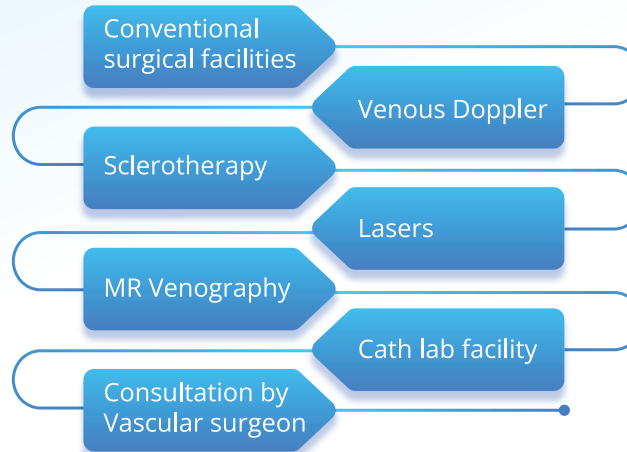 Conventional
surgical facilities
Venous Doppler
Sclerotherapy
Lasers
MR Venography
Cath lab facility
Consultation by
Vascular surgeon